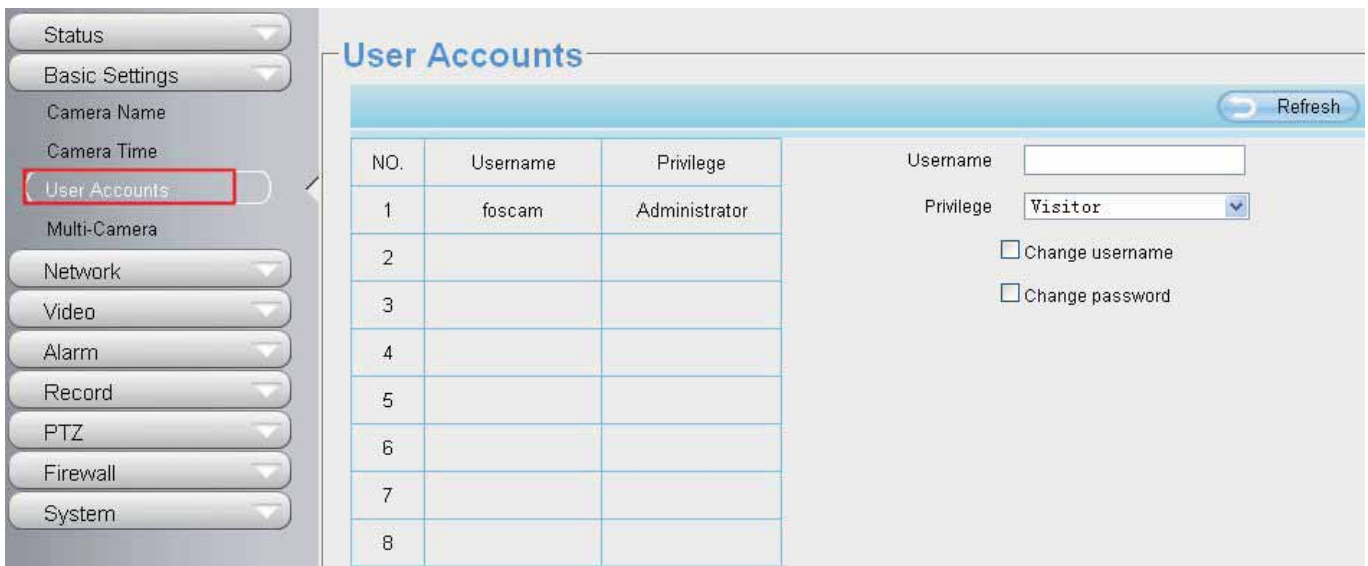 Status
Basic Settings
Camera Name
Camera Time
User Accounts
Multi-Camera
Network
Video
Alarm
Record
PTZ
Firewall
System
User Accounts
Refresh
NO. Username Privilege
1 foscam Administrator
2
3
4
5
6
7
8
Username
Privilege Visitor
Change username
Change password